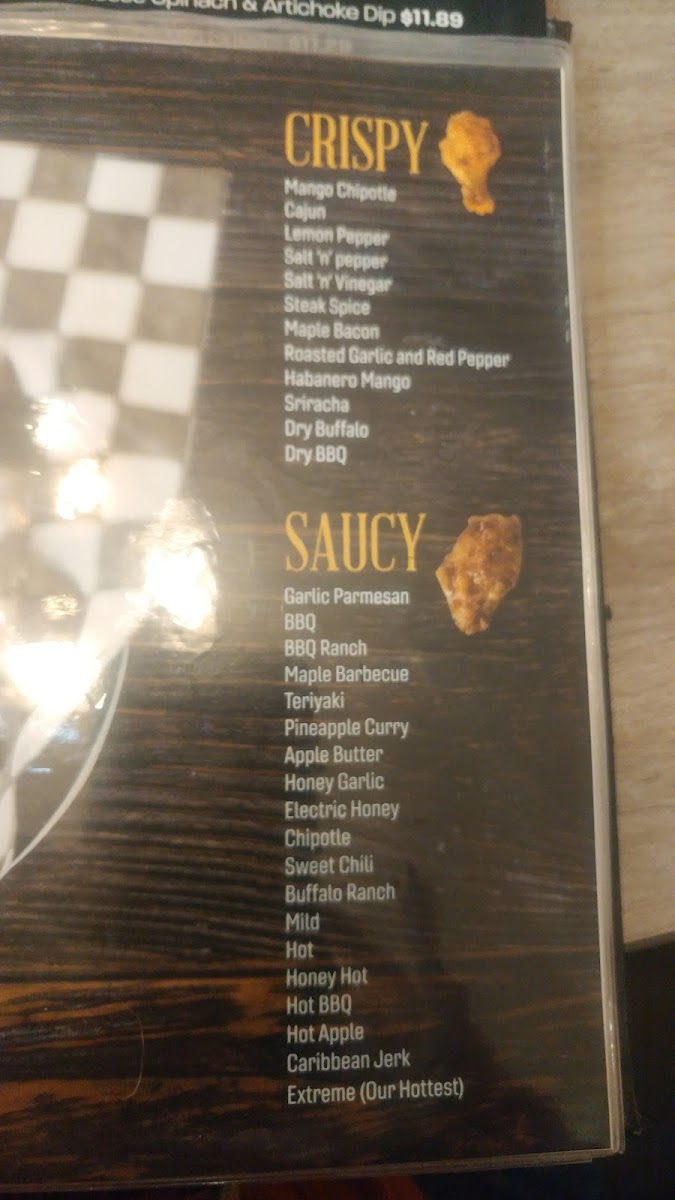 Spinach & Artichoke Dip $11.89
CRISPY
Mango Chipotle
Cajun
Lemon Pepper
Salt 'n' pepper
Salt 'n' Vinegar
Steak Spice
Maple Bacon
Roasted Garlic and Red Pepper
Habanero Mango
Sriracha
Dry Buffalo
Dry BBQ
SAUCY
Garlic Parmesan
BBQ
BBQ Ranch
Maple Barbecue
Teriyaki
Pineapple Curry
Apple Butter
Honey Garlic
Electric Honey
Chipotle
Sweet Chili
Buffalo Ranch
Mild
Hot
Honey Hot
Hot BBQ
Hot Apple
Caribbean Jerk
Extreme (Our Hottest)